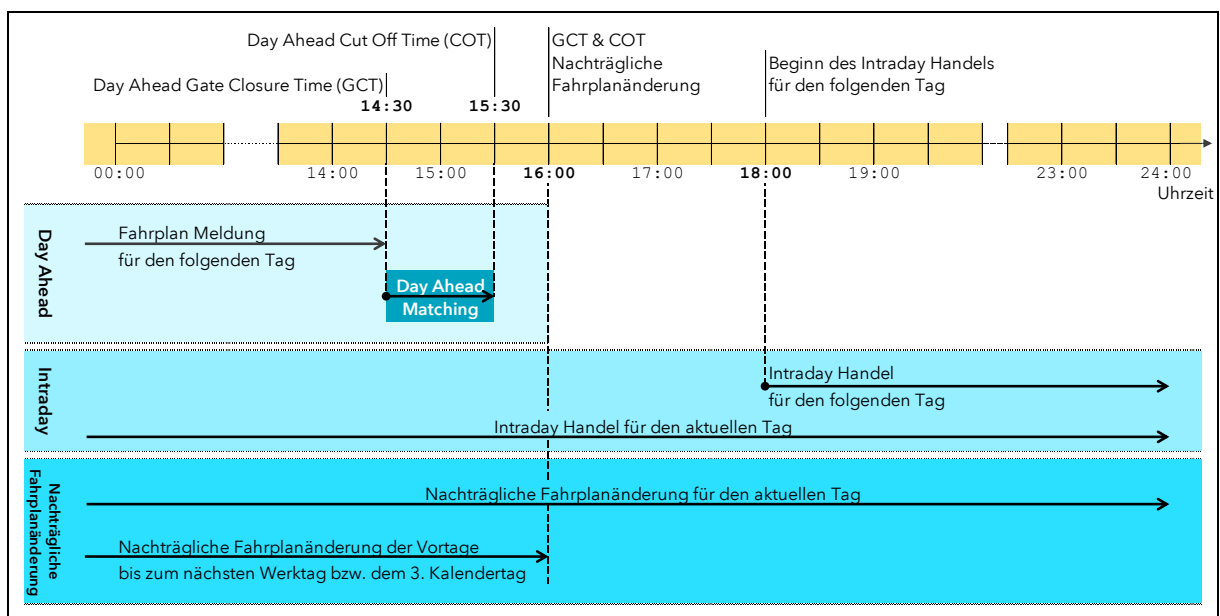 Day Ahead Cut Off Time (COT)
GCT & COT
Nachträgliche
Fahrplanänderung
Beginn des Intraday Handels
für den folgenden Tag
Day Ahead Gate Closure Time (GCT)
14:30
15:30
00:00
14:00
15:00
16:00
17:00
18:00
19:00
23:00
24:00
Uhrzeit
Day Ahead
Fahrplan Meldung
für den folgenden Tag
Day Ahead
Matching
Intraday
Intraday Handel
für den folgenden Tag
Intraday Handel für den aktuellen Tag
Nachträgliche
Fahrplanänderung
Nachträgliche Fahrplanänderung für den aktuellen Tag
Nachträgliche Fahrplanänderung der Vortage
bis zum nächsten Werktag bzw. dem 3. Kalendertag